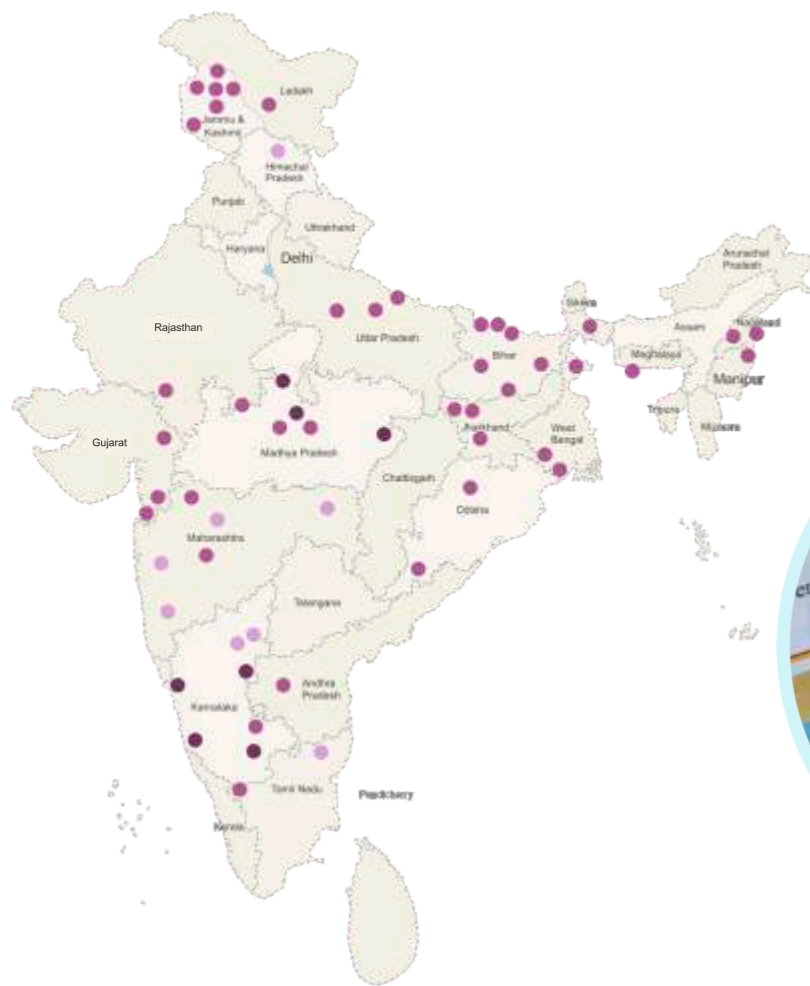 Ladakh
Jammu &
Kashmir
Himachal
Pradesh
Punjab
Uttrakhand
Haryana
Delhi
Arunachal
Pradesh
Sikkim
Nagaland
Rajasthan
Uttar Pradesh
Assam
Bihar
Meghalaya
Manipur
Gujarat
Jharkhand
West
Bengal
Tripura
Mizoram
Madhya Pradesh
Chattisgarh
Odisha
Maharashtra
Telangana
Andhra
Pradesh
Karnataka
Tamil Nadu
Pondicherry
Kerala